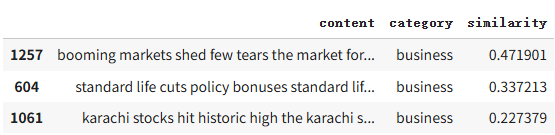 content category similarity
1257 booming markets shed few tears the market for... business 0.471901
604 standard life cuts policy bonuses standard lif... business 0.337213
1061 karachi stocks hit historic high the karachi s... business 0.227379